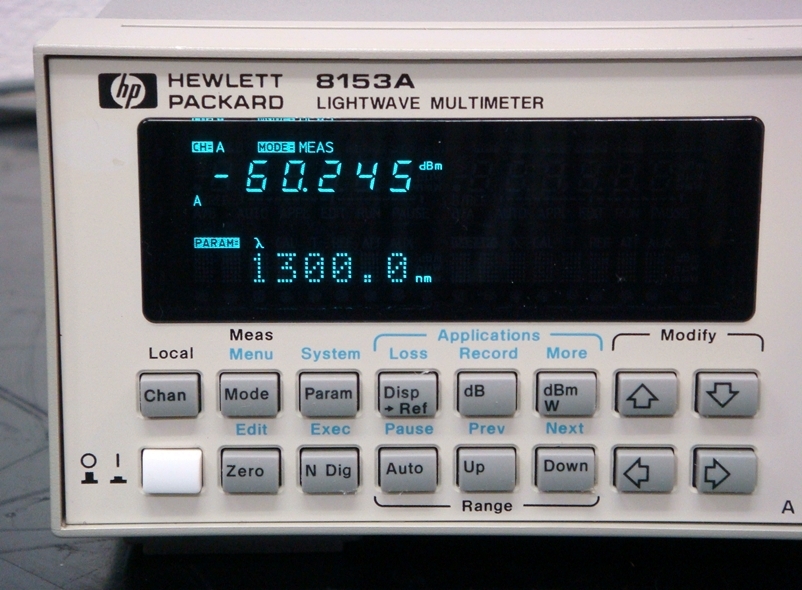 hp HEWLETT PACKARD 8153A
LIGHTWAVE MULTIMETER
CH= A MODE= MEAS
-60.245 dBm
A
PARAM= λ
1300.0 nm
Meas Applications Modify
Local Menu System Loss Record More
Chan Mode Param Disp → Ref dB dBm W
Edit Exec Pause Prev Next
Zero N Dig Auto Up Down
Range
A